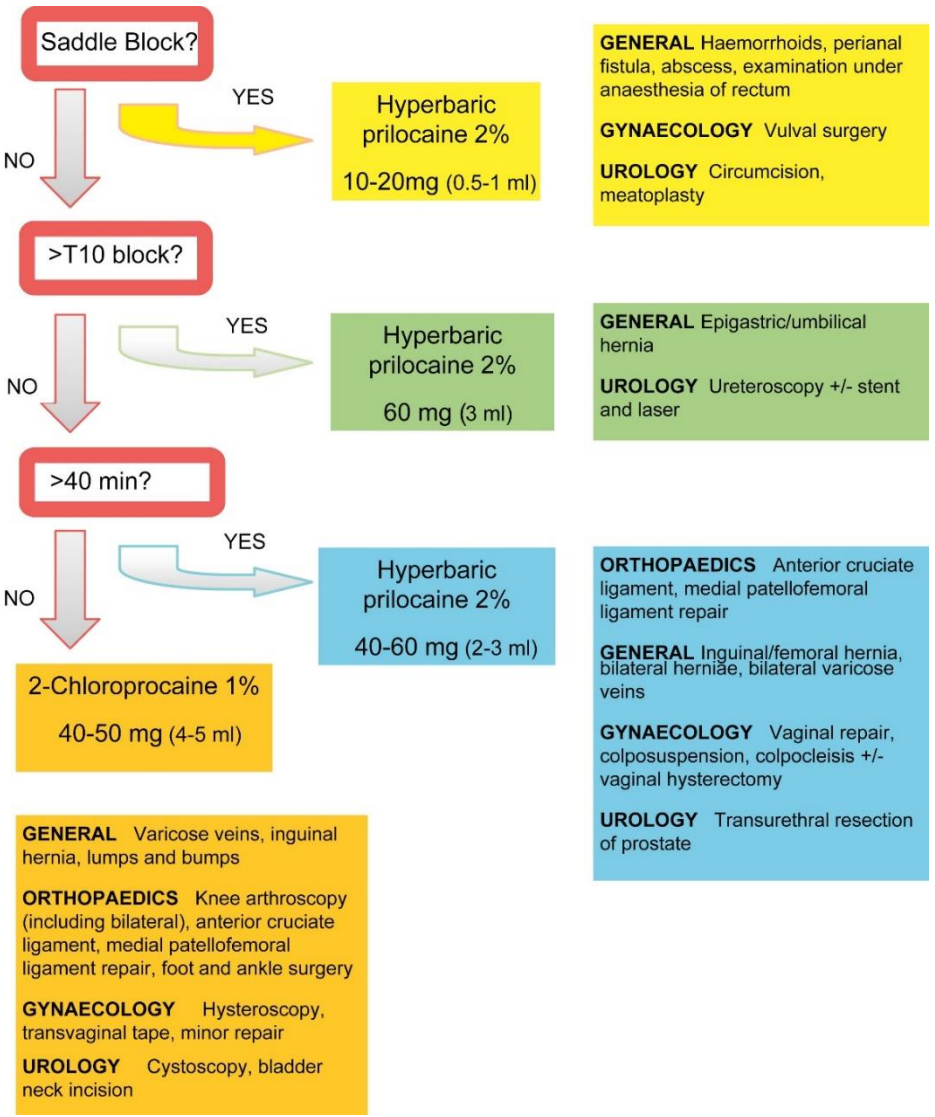 Saddle Block?
YES
NO
Hyperbaric
prilocaine 2%
10-20mg (0.5-1 ml)
GENERAL Haemorrhoids, perianal
fistula, abscess, examination under
anaesthesia of rectum
GYNAECOLOGY Vulval surgery
UROLOGY Circumcision,
meatoplasty
>T10 block?
YES
NO
Hyperbaric
prilocaine 2%
60 mg (3 ml)
GENERAL Epigastric/umbilical
hernia
UROLOGY Ureteroscopy +/- stent
and laser
>40 min?
YES
NO
Hyperbaric
prilocaine 2%
40-60 mg (2-3 ml)
ORTHOPAEDICS Anterior cruciate
ligament, medial patellofemoral
ligament repair
GENERAL Inguinal/femoral hernia,
bilateral herniae, bilateral varicose
veins
GYNAECOLOGY Vaginal repair,
colposuspension, colpocleisis +/-
vaginal hysterectomy
UROLOGY Transurethral resection
of prostate
2-Chloroprocaine 1%
40-50 mg (4-5 ml)
GENERAL Varicose veins, inguinal
hernia, lumps and bumps
ORTHOPAEDICS Knee arthroscopy
(including bilateral), anterior cruciate
ligament, medial patellofemoral
ligament repair, foot and ankle surgery
GYNAECOLOGY Hysteroscopy,
transvaginal tape, minor repair
UROLOGY Cystoscopy, bladder
neck incision